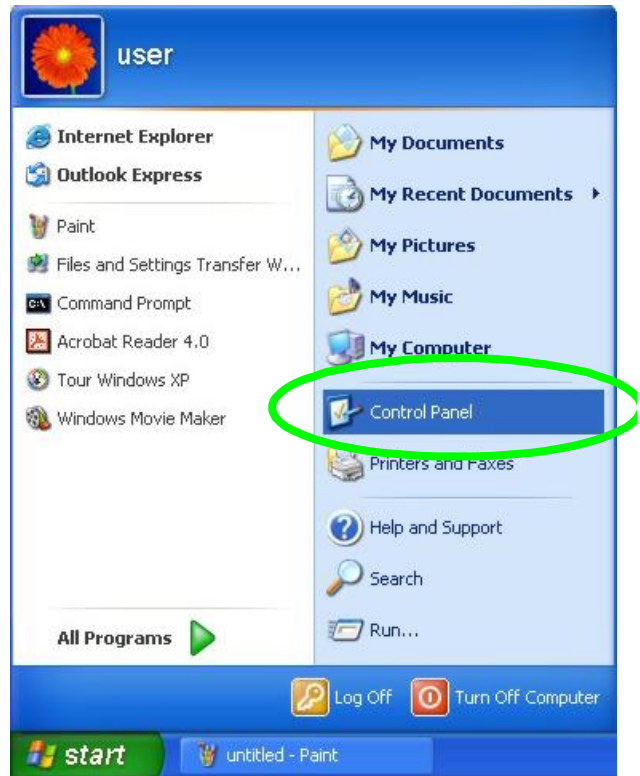 user
Internet Explorer
Outlook Express
Paint
Files and Settings Transfer W...
C:\
Command Prompt
Acrobat Reader 4.0
Tour Windows XP
Windows Movie Maker
All Programs
My Documents
My Recent Documents
My Pictures
My Music
My Computer
Control Panel
Printers and Faxes
Help and Support
Search
Run...
Log Off
Turn Off Computer
start
untitled - Paint